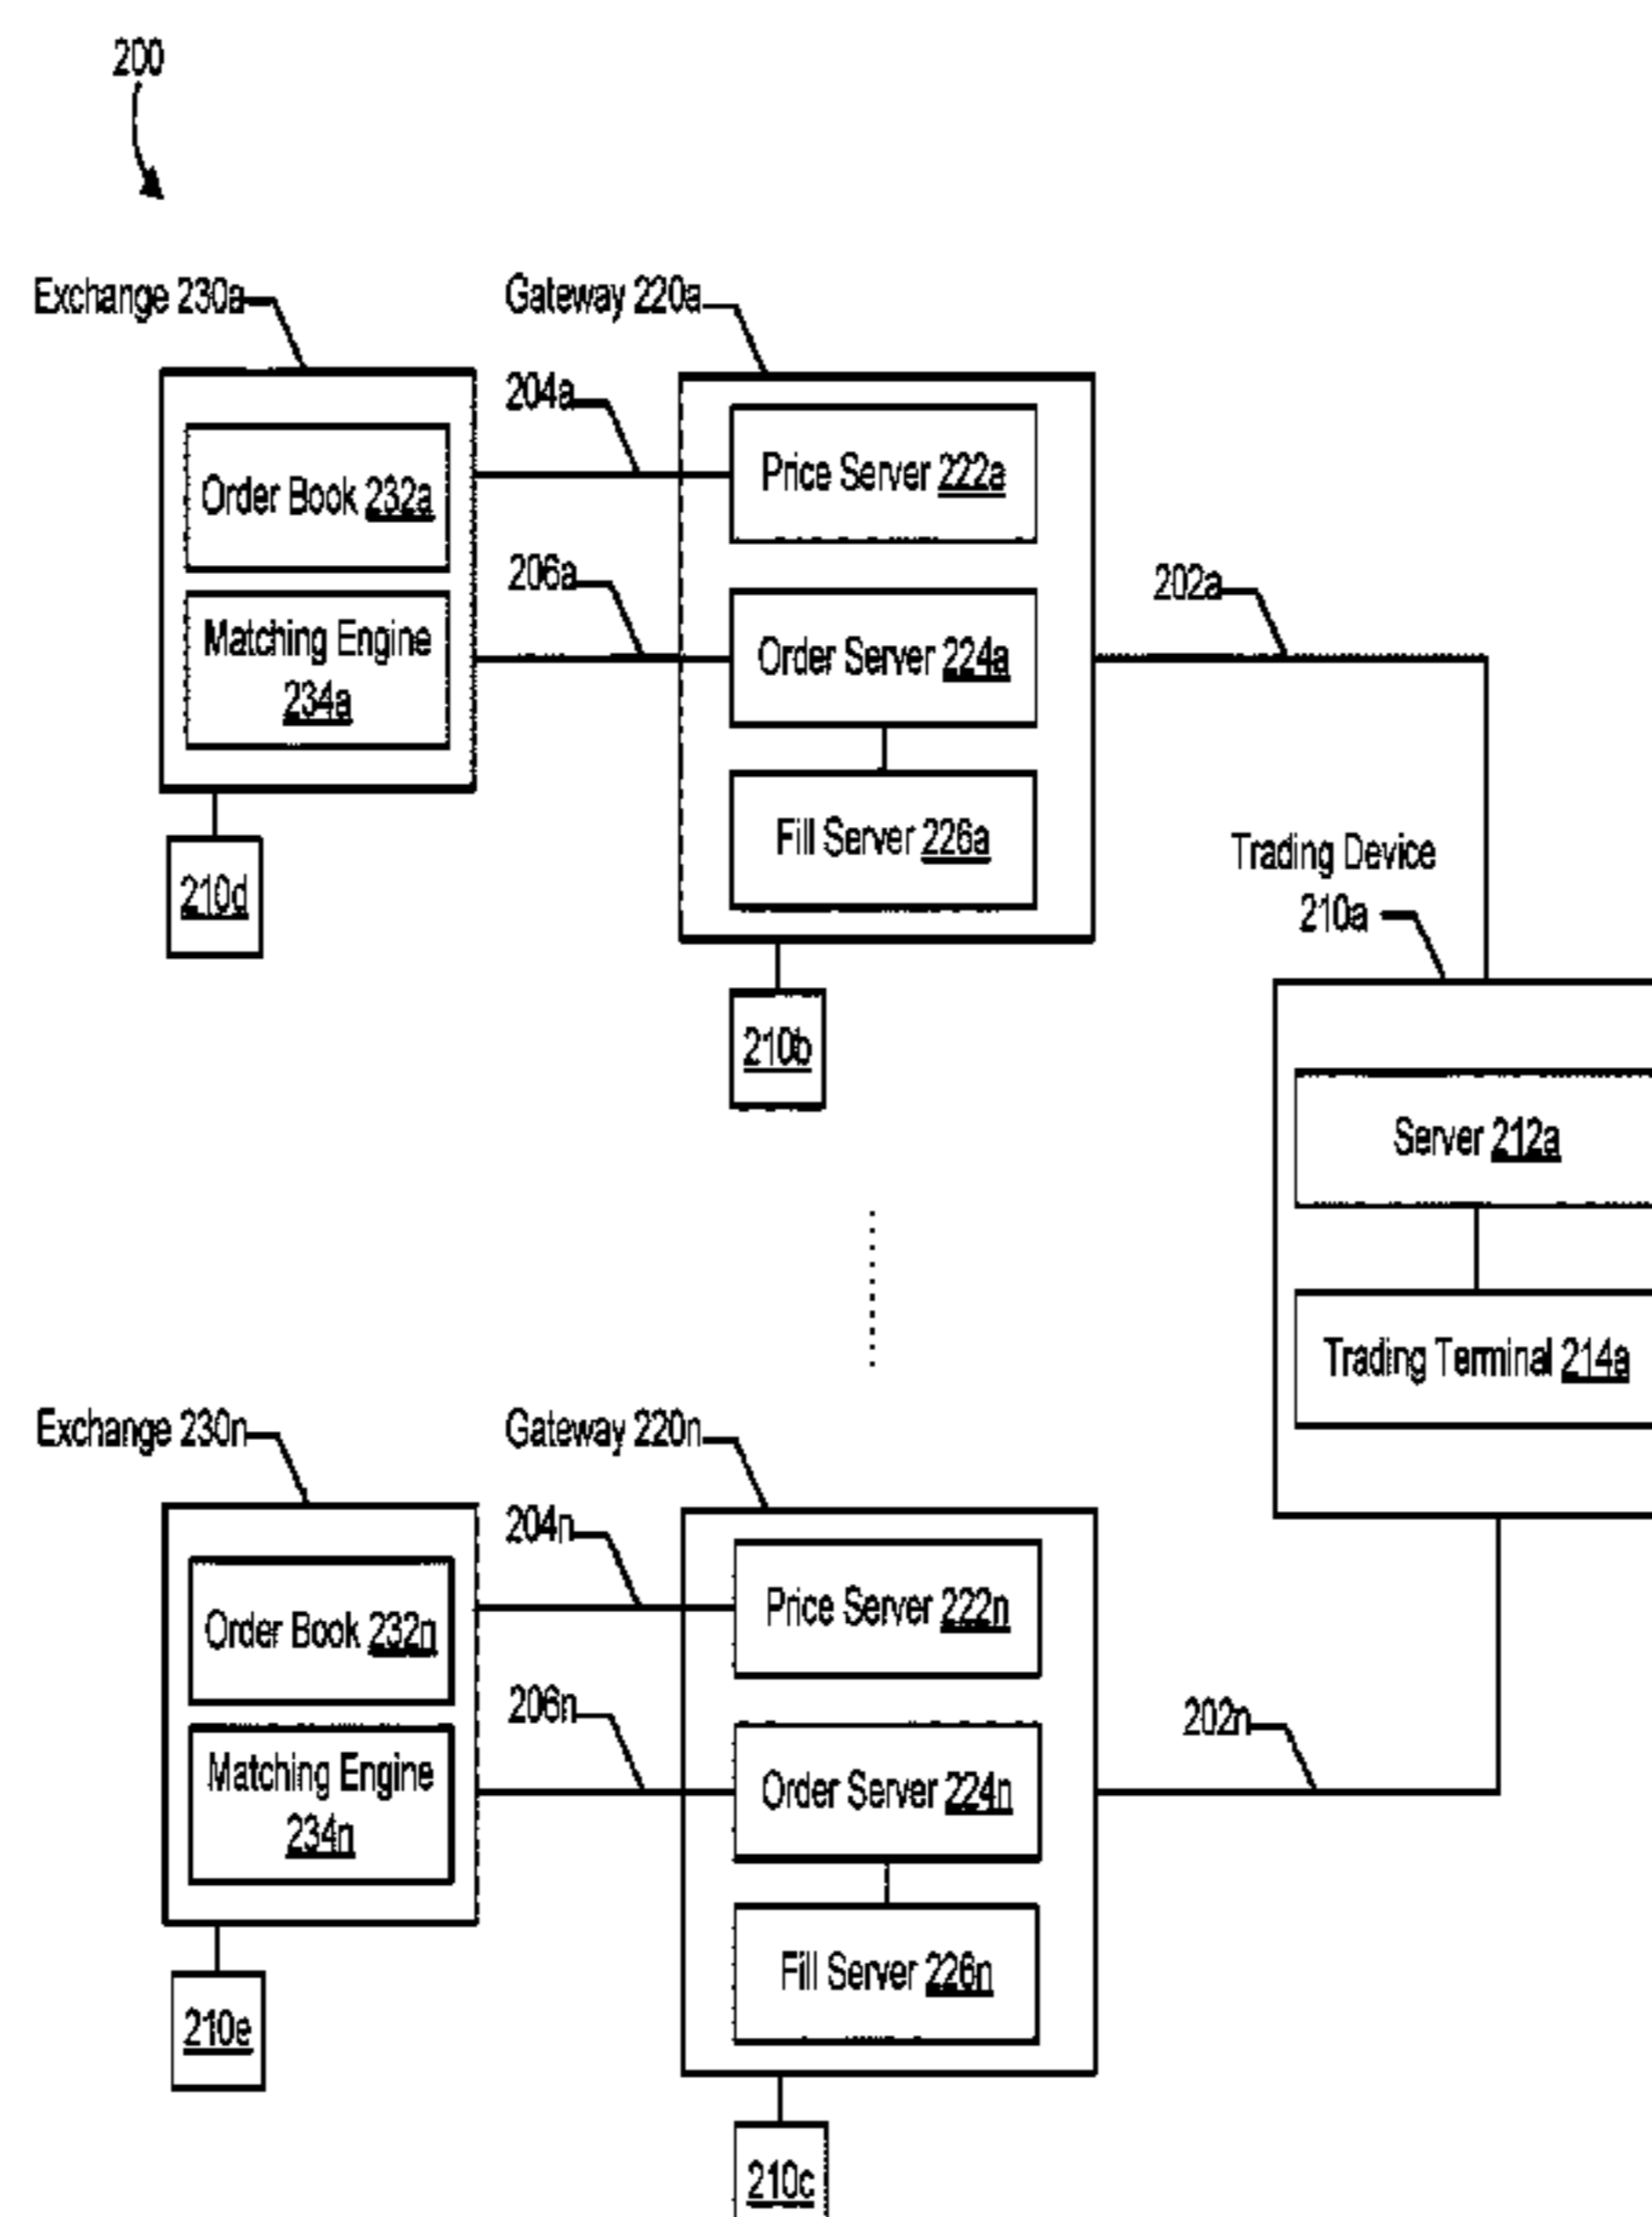 200
Exchange 230a
Gateway 220a
204a
Order Book 232a
Price Server 222a
206a
202a
Matching Engine
234a
Order Server 224a
Fill Server 226a
210d
210b
Trading Device
210a
Server 212a
Trading Terminal 214a
Exchange 230n
Gateway 220n
204n
Order Book 232n
Price Server 222n
206n
202n
Matching Engine
234n
Order Server 224n
Fill Server 226n
210e
210c